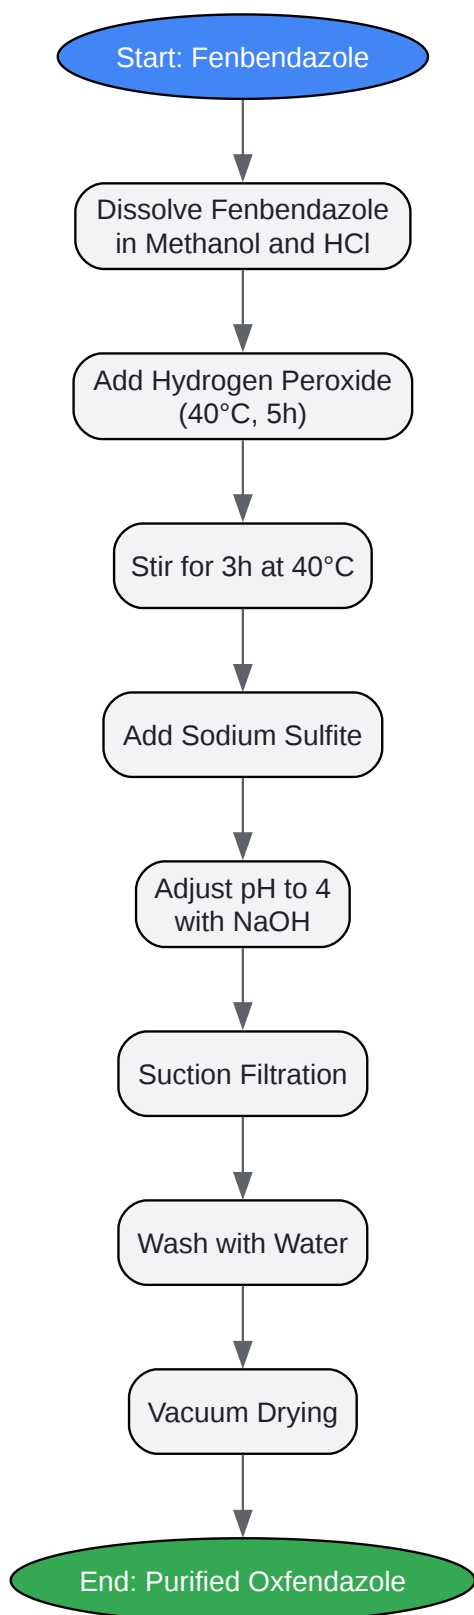 Start: Fenbendazole
Dissolve Fenbendazole
in Methanol and HCl
Add Hydrogen Peroxide
(40°C, 5h)
Stir for 3h at 40°C
Add Sodium Sulfite
Adjust pH to 4
with NaOH
Suction Filtration
Wash with Water
Vacuum Drying
End: Purified Oxfendazole